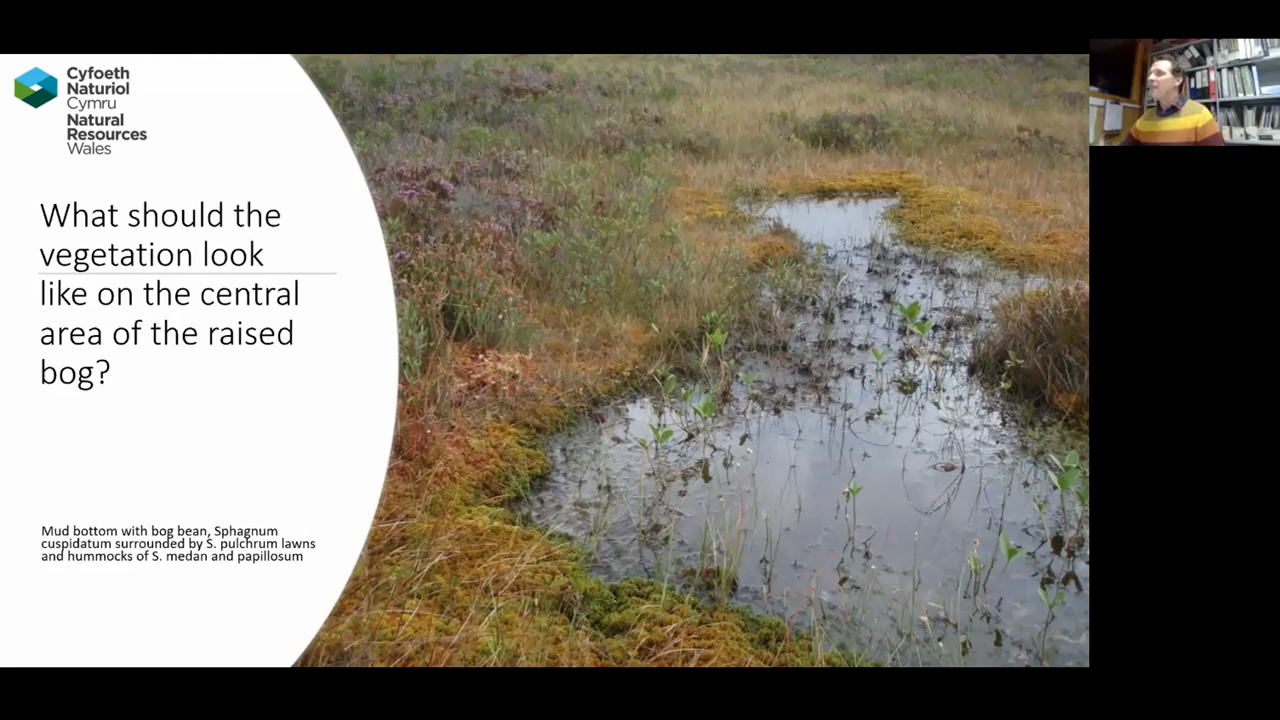 Cyfoeth
Naturiol
Cymru
Natural
Resources
Wales
What should the
vegetation look
like on the central
area of the raised
bog?
Mud bottom with bog bean, Sphagnum
cuspidatum surrounded by S. pulchrum lawns
and hummocks of S. medan and papillosum